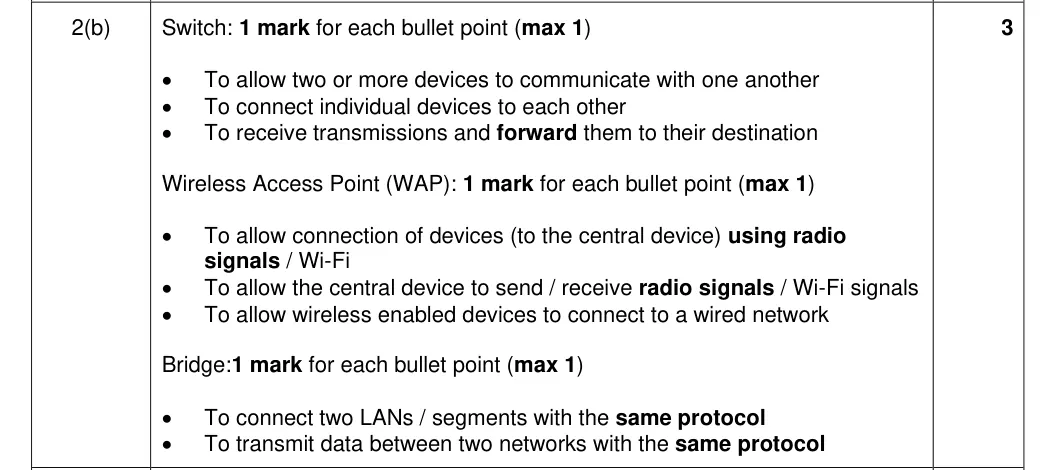 2(b) Switch: 1 mark for each bullet point (max 1) 3
• To allow two or more devices to communicate with one another
• To connect individual devices to each other
• To receive transmissions and forward them to their destination
Wireless Access Point (WAP): 1 mark for each bullet point (max 1)
• To allow connection of devices (to the central device) using radio
signals / Wi-Fi
• To allow the central device to send / receive radio signals / Wi-Fi signals
• To allow wireless enabled devices to connect to a wired network
Bridge:1 mark for each bullet point (max 1)
• To connect two LANs / segments with the same protocol
• To transmit data between two networks with the same protocol